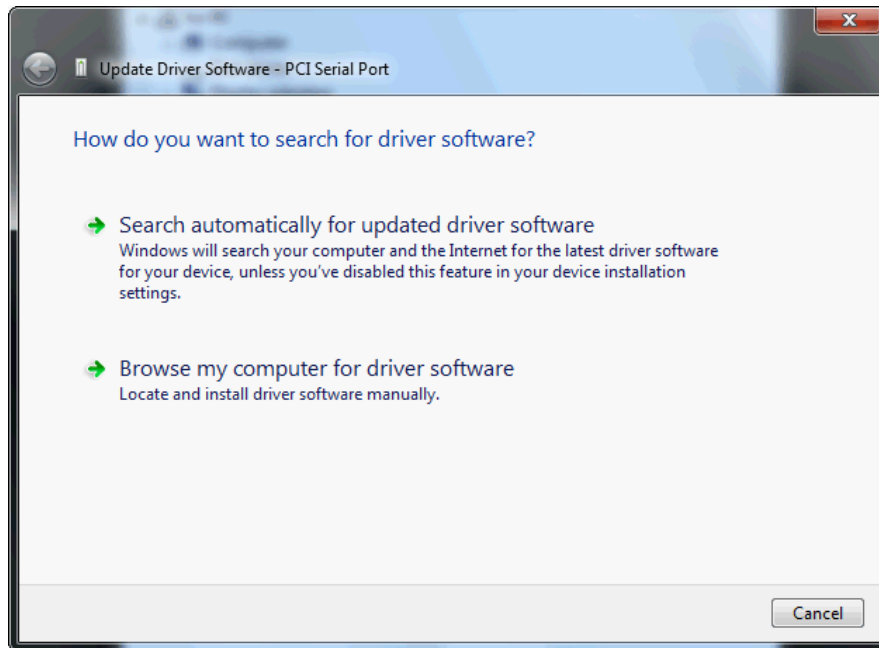 Computer
Update Driver Software - PCI Serial Port
How do you want to search for driver software?
Search automatically for updated driver software
Windows will search your computer and the Internet for the latest driver software
for your device, unless you've disabled this feature in your device installation
settings.
Browse my computer for driver software
Locate and install driver software manually.
Cancel